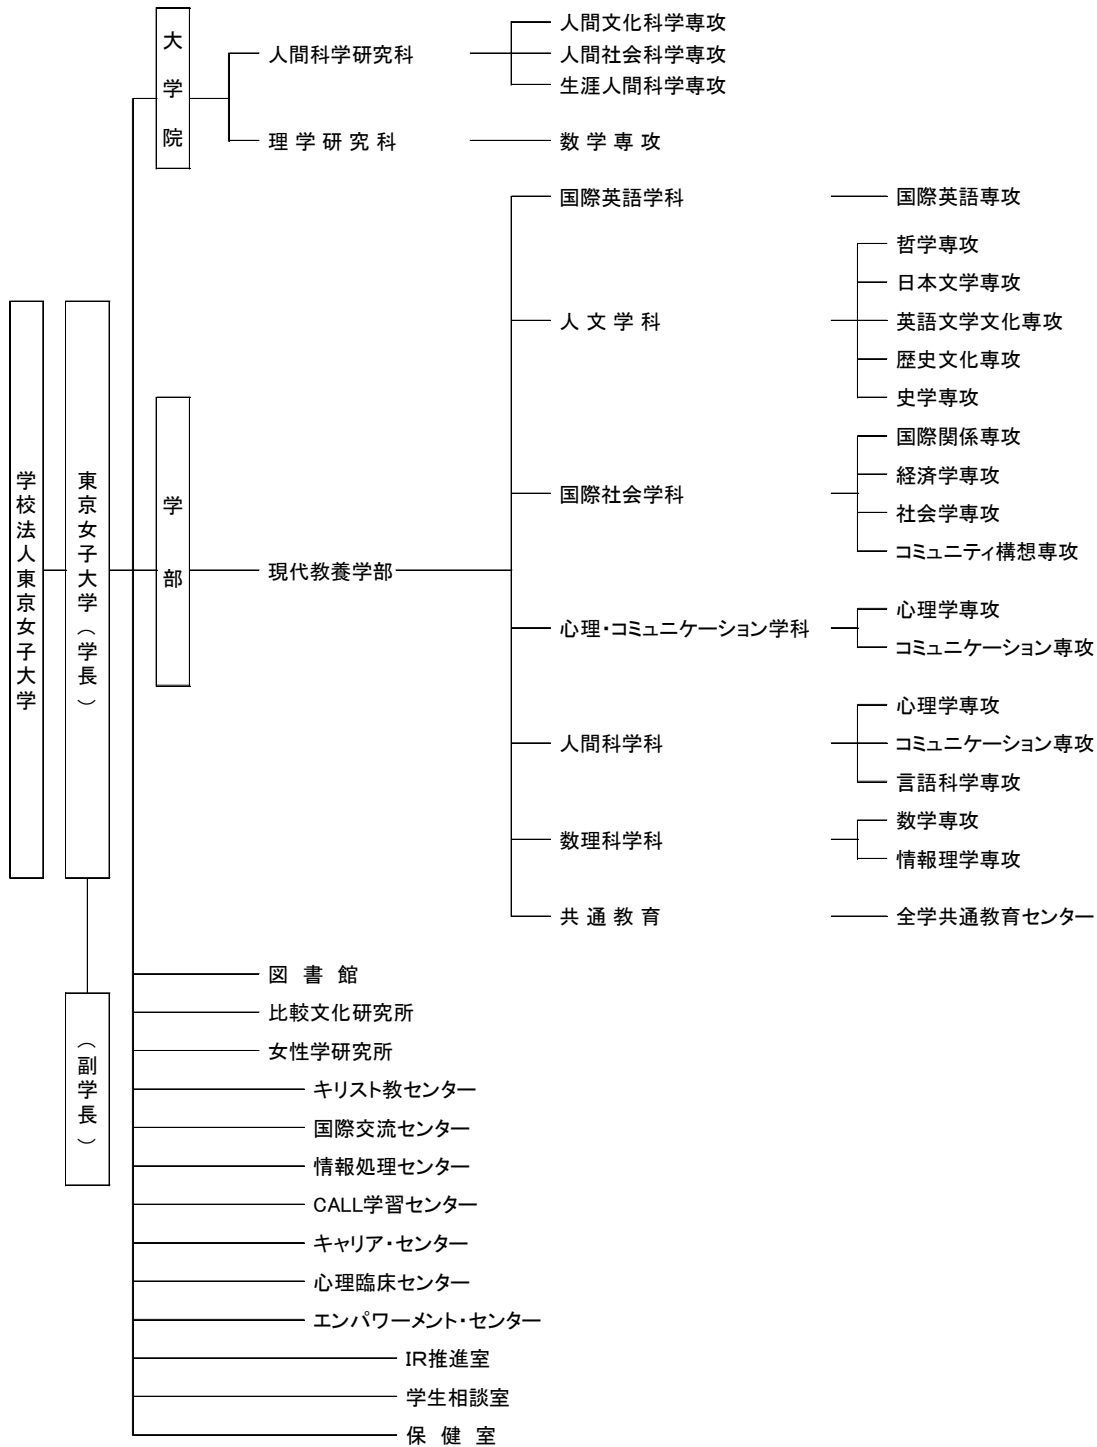 学校法人東京女子大学
東京女子大学（学長）
（副学長）
大学院
人間科学研究科
人間文化科学専攻
人間社会科学専攻
生涯人間科学専攻
理学研究科
数学専攻
学部
現代教養学部
国際英語学科
国際英語専攻
人文学科
哲学専攻
日本文学専攻
英語文学文化専攻
歴史文化専攻
史学専攻
国際社会学科
国際関係専攻
経済学専攻
社会学専攻
コミュニティ構想専攻
心理・コミュニケーション学科
心理学専攻
コミュニケーション専攻
人間科学科
心理学専攻
コミュニケーション専攻
言語科学専攻
数理科学科
数学専攻
情報理学専攻
共通教育
全学共通教育センター
図書館
比較文化研究所
女性学研究所
キリスト教センター
国際交流センター
情報処理センター
CALL学習センター
キャリア・センター
心理臨床センター
エンパワーメント・センター
IR推進室
学生相談室
保健室